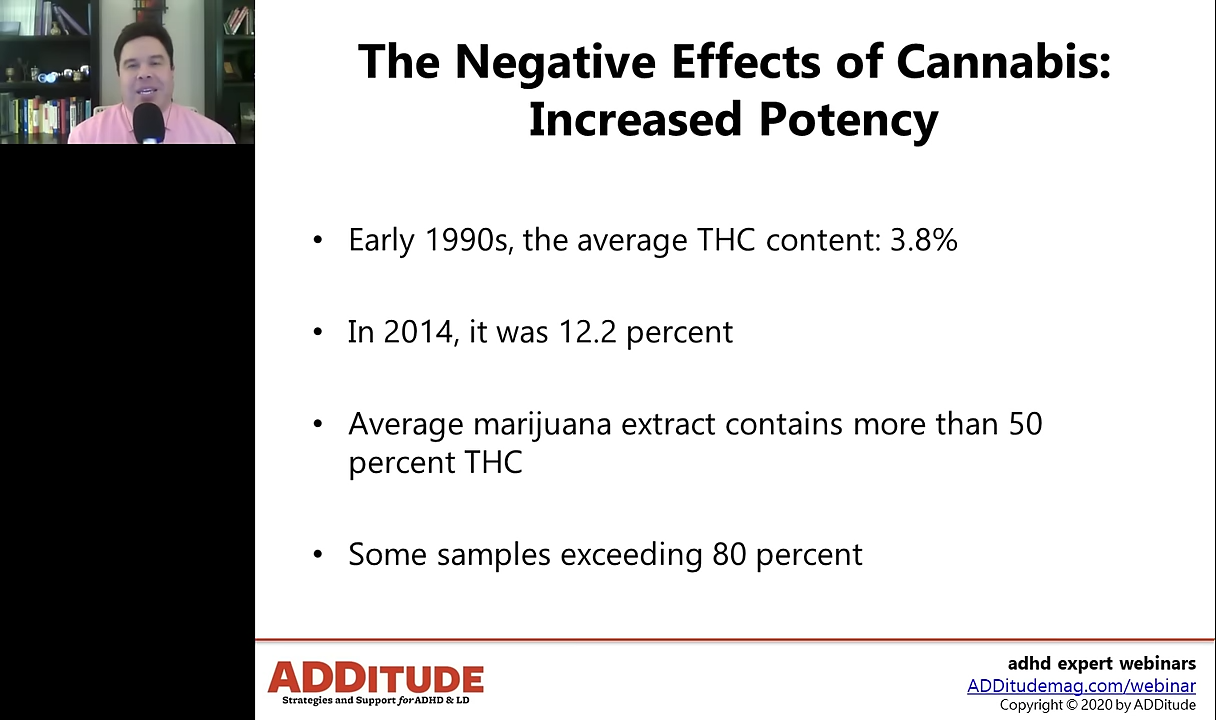 The Negative Effects of Cannabis:
Increased Potency
• Early 1990s, the average THC content: 3.8%
• In 2014, it was 12.2 percent
• Average marijuana extract contains more than 50
percent THC
• Some samples exceeding 80 percent
ADDITUDE
Strategies and Support for ADHD & LD
adhd expert webinars
ADDitudemag.com/webinar
Copyright © 2020 by ADDitude